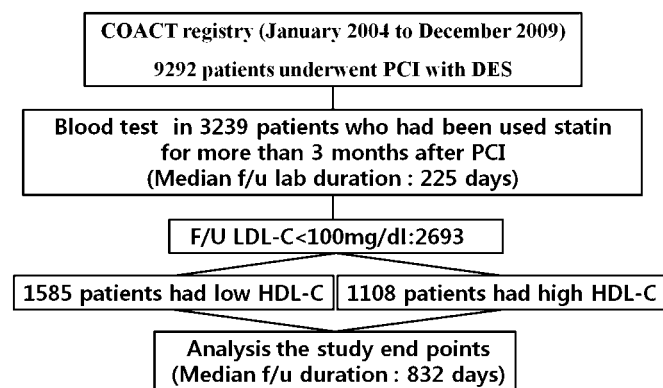 COACT registry (January 2004 to December 2009)
9292 patients underwent PCI with DES
Blood test in 3239 patients who had been used statin
for more than 3 months after PCI
(Median f/u lab duration : 225 days)
F/U LDL-C<100mg/dl:2693
1585 patients had low HDL-C
1108 patients had high HDL-C
Analysis the study end points
(Median f/u duration : 832 days)